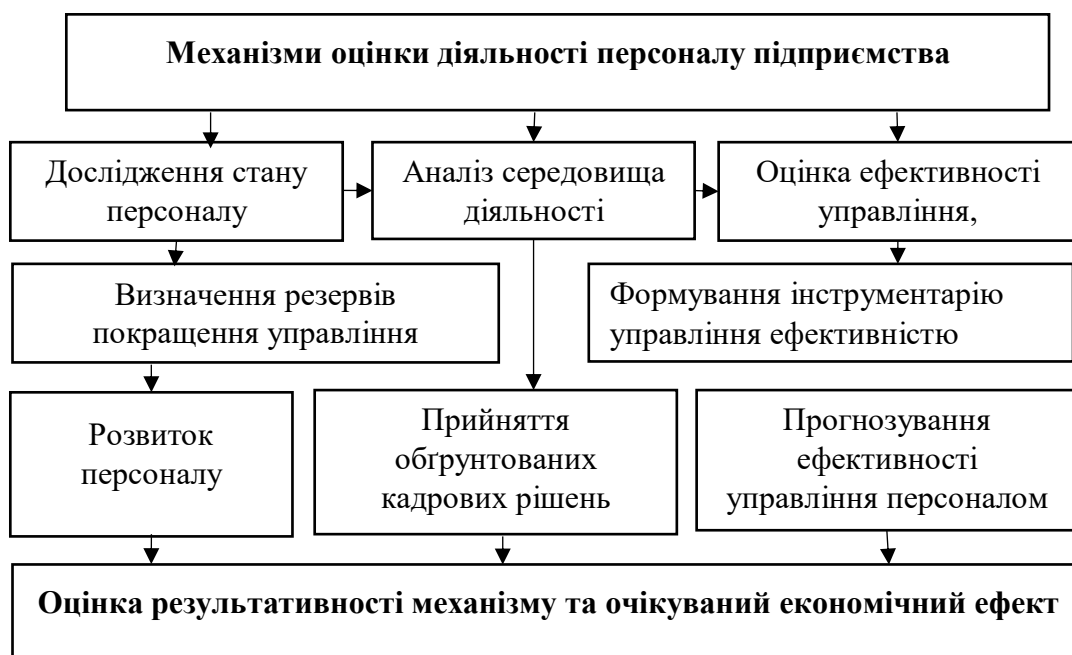 Механізми оцінки діяльності персоналу підприємства
Дослідження стану
персоналу
Аналіз середовища
діяльності
Оцінка ефективності
управління,
Визначення резервів
покращення управління
Формування інструментарію
управління ефективністю
Розвиток
персоналу
Прийняття
обґрунтованих
кадрових рішень
Прогнозування
ефективності
управління персоналом
Оцінка результативності механізму та очікуваний економічний ефект